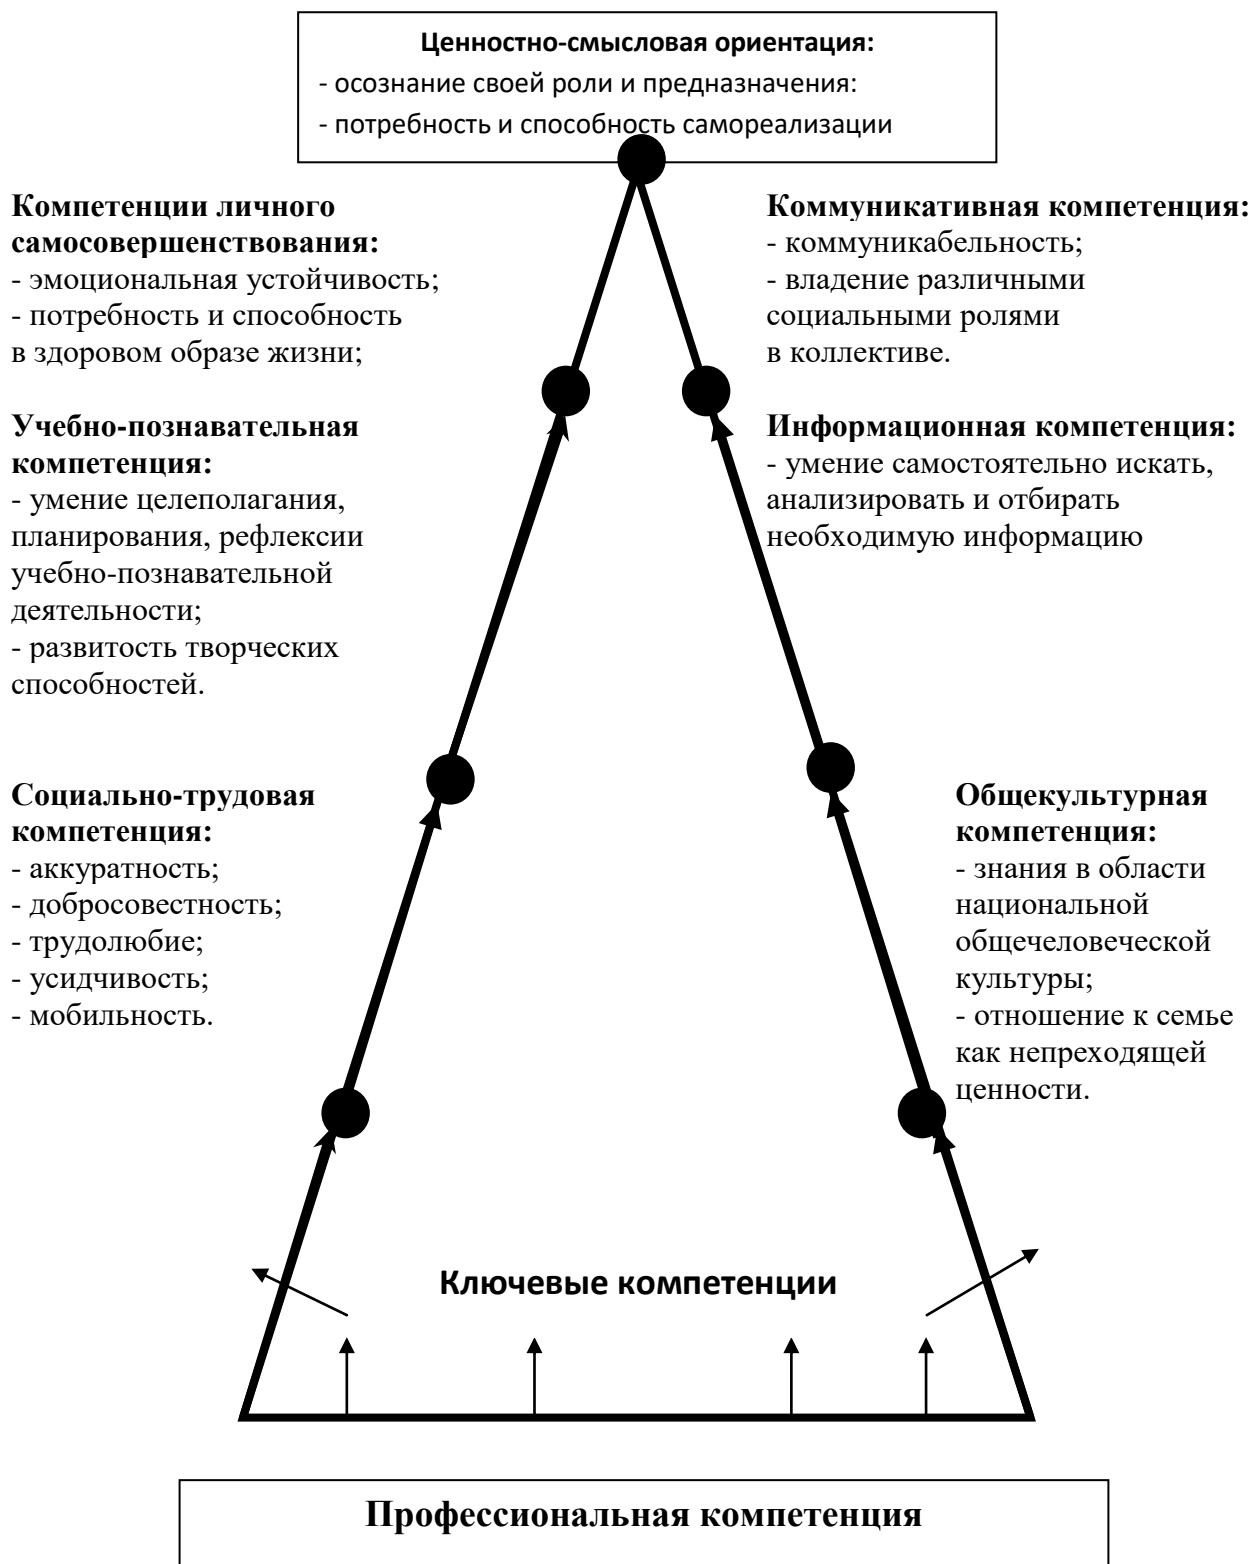 Ценностно-смысловая ориентация:
- осознание своей роли и предназначения:
- потребность и способность самореализации
Компетенции личного
самосовершенствования:
- эмоциональная устойчивость;
- потребность и способность
в здоровом образе жизни;
Коммуникативная компетенция:
- коммуникабельность;
- владение различными
социальными ролями
в коллективе.
Учебно-познавательная
компетенция:
- умение целеполагания,
планирования, рефлексии
учебно-познавательной
деятельности;
- развитость творческих
способностей.
Информационная компетенция:
- умение самостоятельно искать,
анализировать и отбирать
необходимую информацию
Социально-трудовая
компетенция:
- аккуратность;
- добросовестность;
- трудолюбие;
- усидчивость;
- мобильность.
Общекультурная
компетенция:
- знания в области
национальной
общечеловеческой
культуры;
- отношение к семье
как непреходящей
ценности.
Ключевые компетенции
Профессиональная компетенция